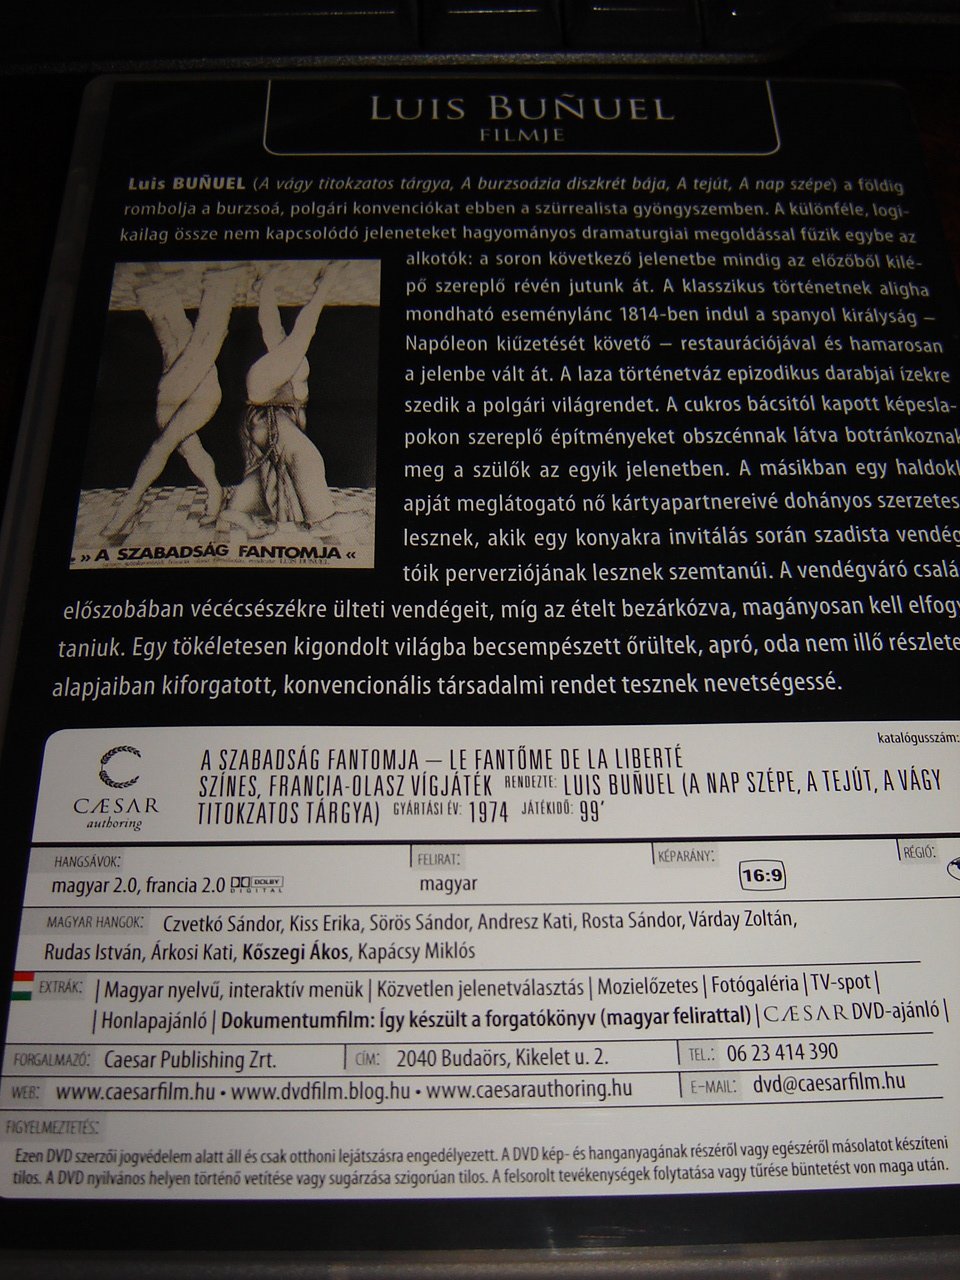 LUIS BUÑUEL
FILMJE
Luis BUÑUEL (A vágy titokzatos tárgya, A burzsoázia diszkrét bája, A tejút, A nap szépe) a földig
rombolja a burzsoá, polgári konvenciókat ebben a szürrealista gyöngyszemben. A különféle, logi-
kailag össze nem kapcsolódó jeleneteket hagyományos dramaturgiai megoldással fűzik egybe az
alkotók: a soron következő jelenetbe mindig az előzőből kilé-
pő szereplő révén jutunk át. A klasszikus történetnek aligha
mondható eseménylánc 1814-ben indul a spanyol királyság –
Napóleon kiűzetését követő – restaurációjával és hamarosan
a jelenbe vált át. A laza történetváz epizodikus darabjai ízekre
szedik a polgári világrendet. A cukros bácsitól kapott képesla-
pokon szereplő építményeket obszcénnak látva botránkoznak
meg a szülők az egyik jelenetben. A másikban egy haldokl
apját meglátogató nő kártyapartnereivé dohányos szerzetes
lesznek, akik egy konyakra invitálás során szadista vendég
tóik perverziójának lesznek szemtanúi. A vendégváró csalá
előszobában vécécsészékre ülteti vendégeit, míg az ételt bezárkózva, magányosan kell elfogy
taniuk. Egy tökéletesen kigondolt világba becsempészett őrültek, apró, oda nem illő részlete
alapjaiban kiforgatott, konvencionális társadalmi rendet tesznek nevetségessé.
» A SZABADSÁG FANTOMJA «
katalógusszám:
CÆSAR
authoring
A SZABADSÁG FANTOMJA – LE FANTÔME DE LA LIBERTÉ
SZÍNES, FRANCIA-OLASZ VÍGJÁTÉK RENDEZTE: LUIS BUÑUEL (A NAP SZÉPE, A TEJÚT, A VÁGY
TITOKZATOS TÁRGYA) GYÁRTÁSI ÉV: 1974 JÁTÉKIDŐ: 99'
HANGSÁVOK:
magyar 2.0, francia 2.0 DOLBY DIGITAL
FELIRAT:
magyar
KÉPARÁNY:
16:9
RÉGIÓ:
MAGYAR HANGOK: Czvetkó Sándor, Kiss Erika, Sörös Sándor, Andresz Kati, Rosta Sándor, Várday Zoltán,
Rudas István, Árkosi Kati, Kőszegi Ákos, Kapácsy Miklós
EXTRÁK: | Magyar nyelvű, interaktív menük | Közvetlen jelenetválasztás | Mozielőzetes | Fotógaléria | TV-spot |
| Honlapajánló | Dokumentumfilm: Így készült a forgatókönyv (magyar felirattal) | CÆSAR DVD-ajánló |
FORGALMAZÓ: Caesar Publishing Zrt. CÍM: 2040 Budaörs, Kikelet u. 2. TEL.: 06 23 414 390
WEB: www.caesarfilm.hu • www.dvdfilm.blog.hu • www.caesarauthoring.hu E-MAIL: dvd@caesarfilm.hu
FIGYELMEZTETÉS:
Ezen DVD szerzői jogvédelem alatt áll és csak otthoni lejátszásra engedélyezett. A DVD kép- és hanganyagának részéről vagy egészéről másolatot készíteni
tilos. A DVD nyilvános helyen történő vetítése vagy sugárzása szigorúan tilos. A felsorolt tevékenységek folytatása vagy tűrése büntetést von maga után.